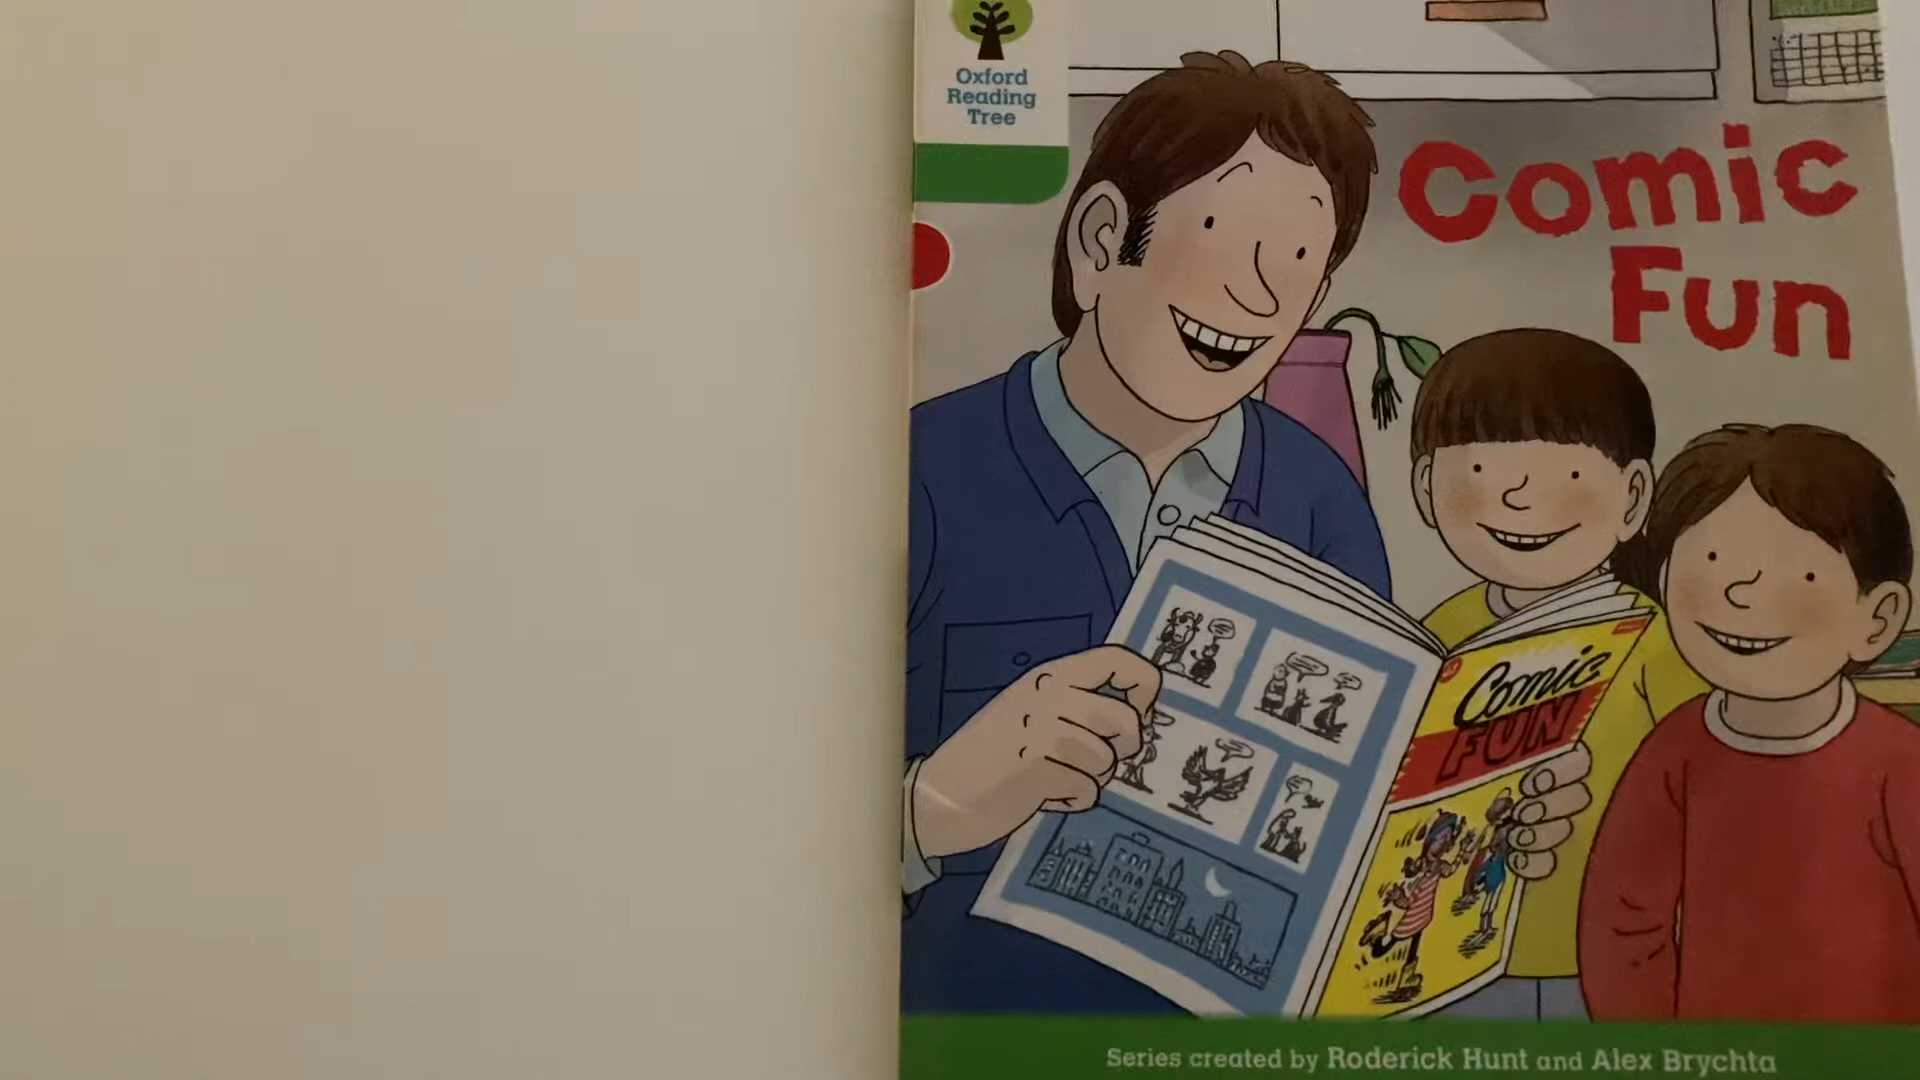 Oxford
Reading
Tree
Comic
Fun
Comic
FUN
Series created by Roderick Hunt and Alex Brychta